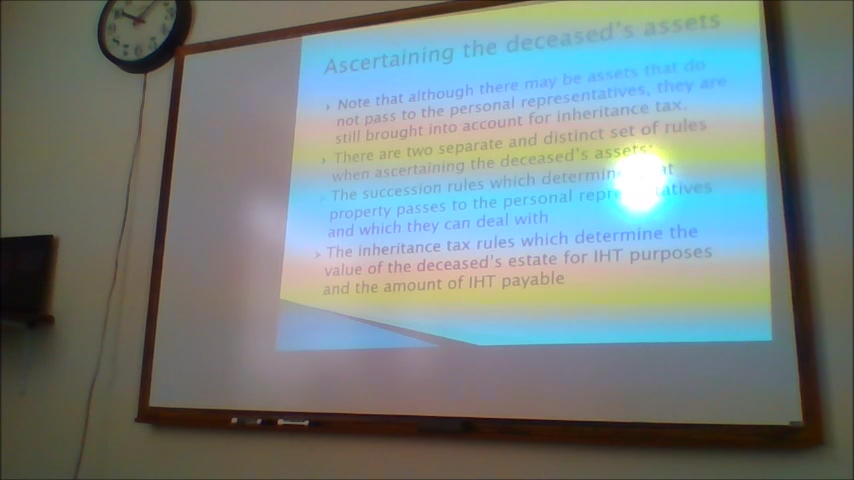 Ascertaining the deceased's assets
Note that although there may be assets that do
not pass to the personal representatives, they are
still brought into account for inheritance tax.
There are two separate and distinct set of rules
when ascertaining the deceased's assets:
The succession rules which
property passes to the personal
and which they can deal with
The inheritance tax rules which determine the
value of the deceased's estate for IHT purposes
and the amount of IHT payable